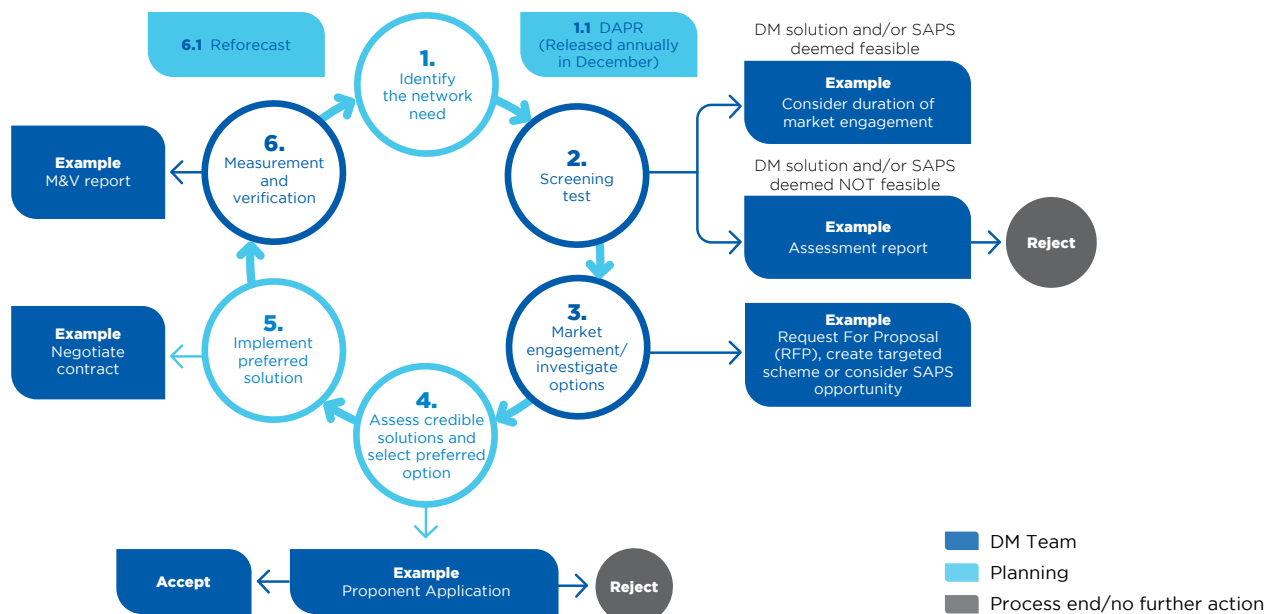 6.1 Reforecast
1.
Identify
the network
need
1.1 DAPR
(Released annually
in December)
DM solution and/or SAPS
deemed feasible
Example
Consider duration of
market engagement
Example
M&V report
6.
Measurement
and
verification
2.
Screening
test
DM solution and/or SAPS
deemed NOT feasible
Example
Assessment report
Reject
Example
Negotiate
contract
5.
Implement
preferred
solution
3.
Market
engagement/
investigate
options
Example
Request For Proposal
(RFP), create targeted
scheme or consider SAPS
opportunity
4.
Assess credible
solutions and
select preferred
option
Accept
Example
Proponent Application
Reject
DM Team
Planning
Process end/no further action